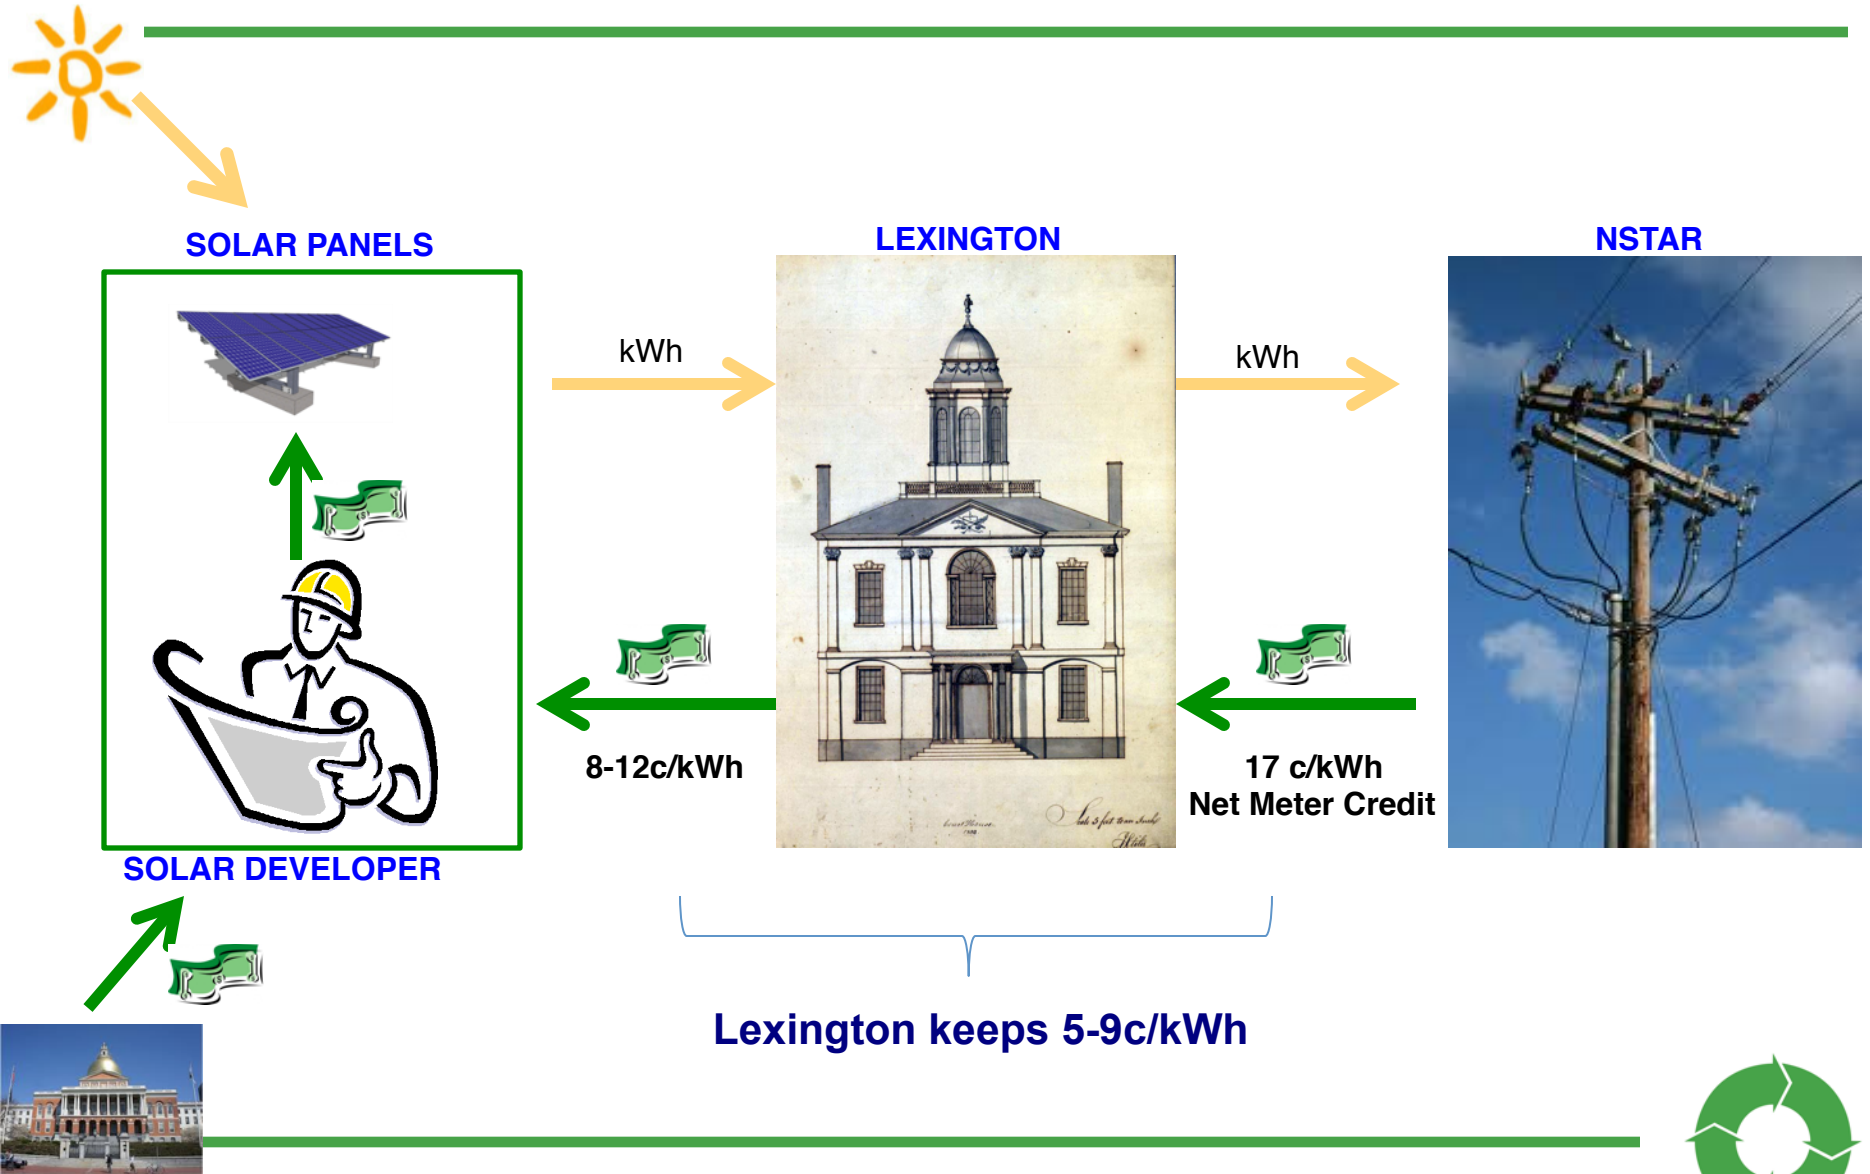 SOLAR PANELS
LEXINGTON
NSTAR
kWh
kWh
8-12c/kWh
17 c/kWh
Net Meter Credit
SOLAR DEVELOPER
Lexington keeps 5-9c/kWh